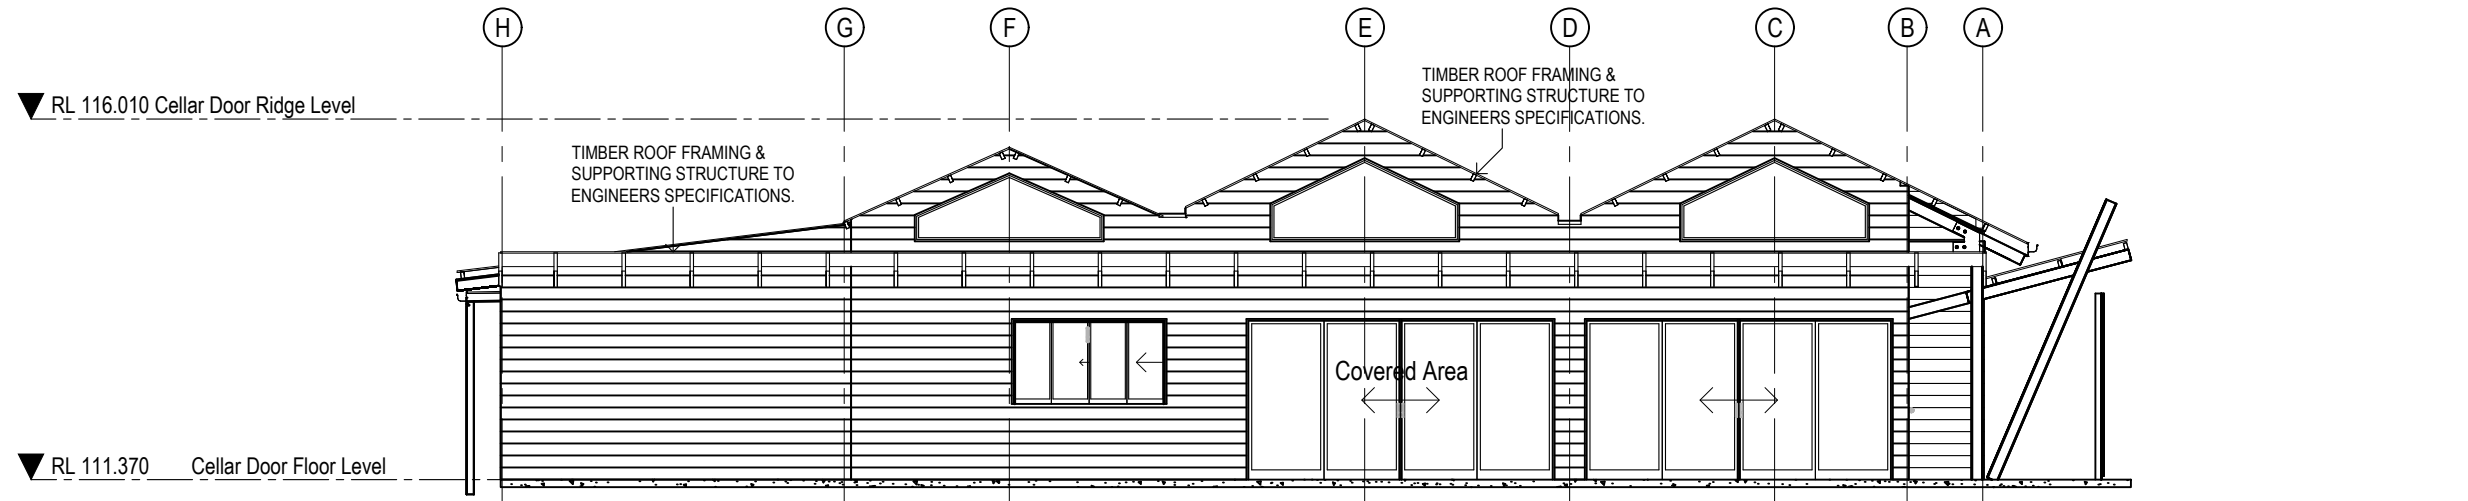 H G F E D C B A
TIMBER ROOF FRAMING &
SUPPORTING STRUCTURE TO
ENGINEERS SPECIFICATIONS.
RL 116.010 Cellar Door Ridge Level
TIMBER ROOF FRAMING &
SUPPORTING STRUCTURE TO
ENGINEERS SPECIFICATIONS.
Covered Area
RL 111.370 Cellar Door Floor Level